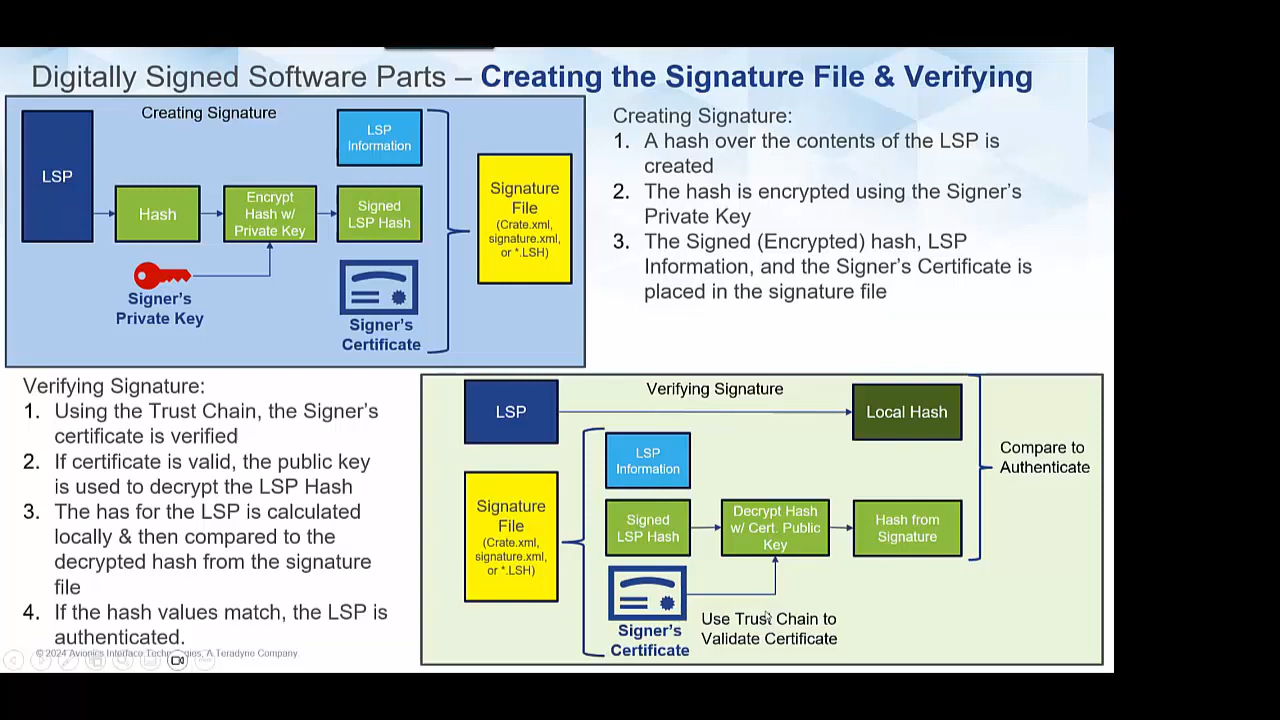 Digitally Signed Software Parts – Creating the Signature File & Verifying
Creating Signature
LSP
Hash
Encrypt
Hash w/
Private Key
LSP
Information
Signed
LSP Hash
Signer's
Private Key
Signer's
Certificate
Signature
File
(Crate.xml,
signature.xml,
or *.LSH)
Creating Signature:
1. A hash over the contents of the LSP is
created
2. The hash is encrypted using the Signer's
Private Key
3. The Signed (Encrypted) hash, LSP
Information, and the Signer's Certificate is
placed in the signature file
Verifying Signature:
1. Using the Trust Chain, the Signer's
certificate is verified
2. If certificate is valid, the public key
is used to decrypt the LSP Hash
3. The has for the LSP is calculated
locally & then compared to the
decrypted hash from the signature
file
4. If the hash values match, the LSP is
authenticated.
Verifying Signature
LSP
Local Hash
Signature
File
(Crate.xml,
signature.xml,
or *.LSH)
LSP
Information
Signed
LSP Hash
Decrypt Hash
w/ Cert. Public
Key
Hash from
Signature
Signer's
Certificate
Use Trust Chain to
Validate Certificate
Compare to
Authenticate
© 2024 Avionics Interface Technologies, A Teradyne Company.